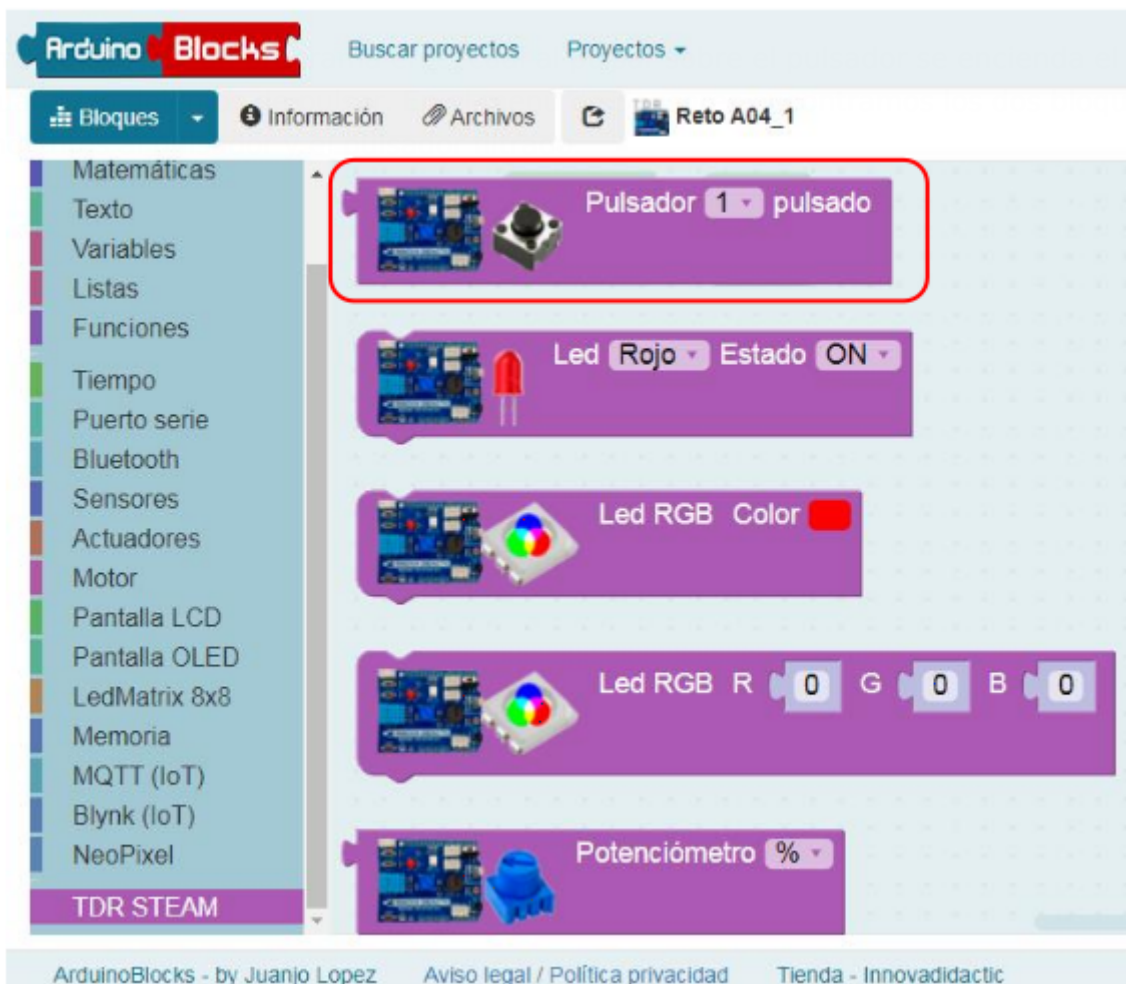 Arduino Blocks Buscar proyectos Proyectos
Bloques Información Archivos TDR Reto A04_1
Matemáticas
Texto
Variables
Listas
Funciones
Tiempo
Puerto serie
Bluetooth
Sensores
Actuadores
Motor
Pantalla LCD
Pantalla OLED
LedMatrix 8x8
Memoria
MQTT (IoT)
Blynk (IoT)
NeoPixel
TDR STEAM
Pulsador 1 pulsado
Led Rojo Estado ON
Led RGB Color
Led RGB R 0 G 0 B 0
Potenciómetro %
ArduinoBlocks - by Juanjo Lopez Aviso legal / Política privacidad Tienda - Innovadidactic